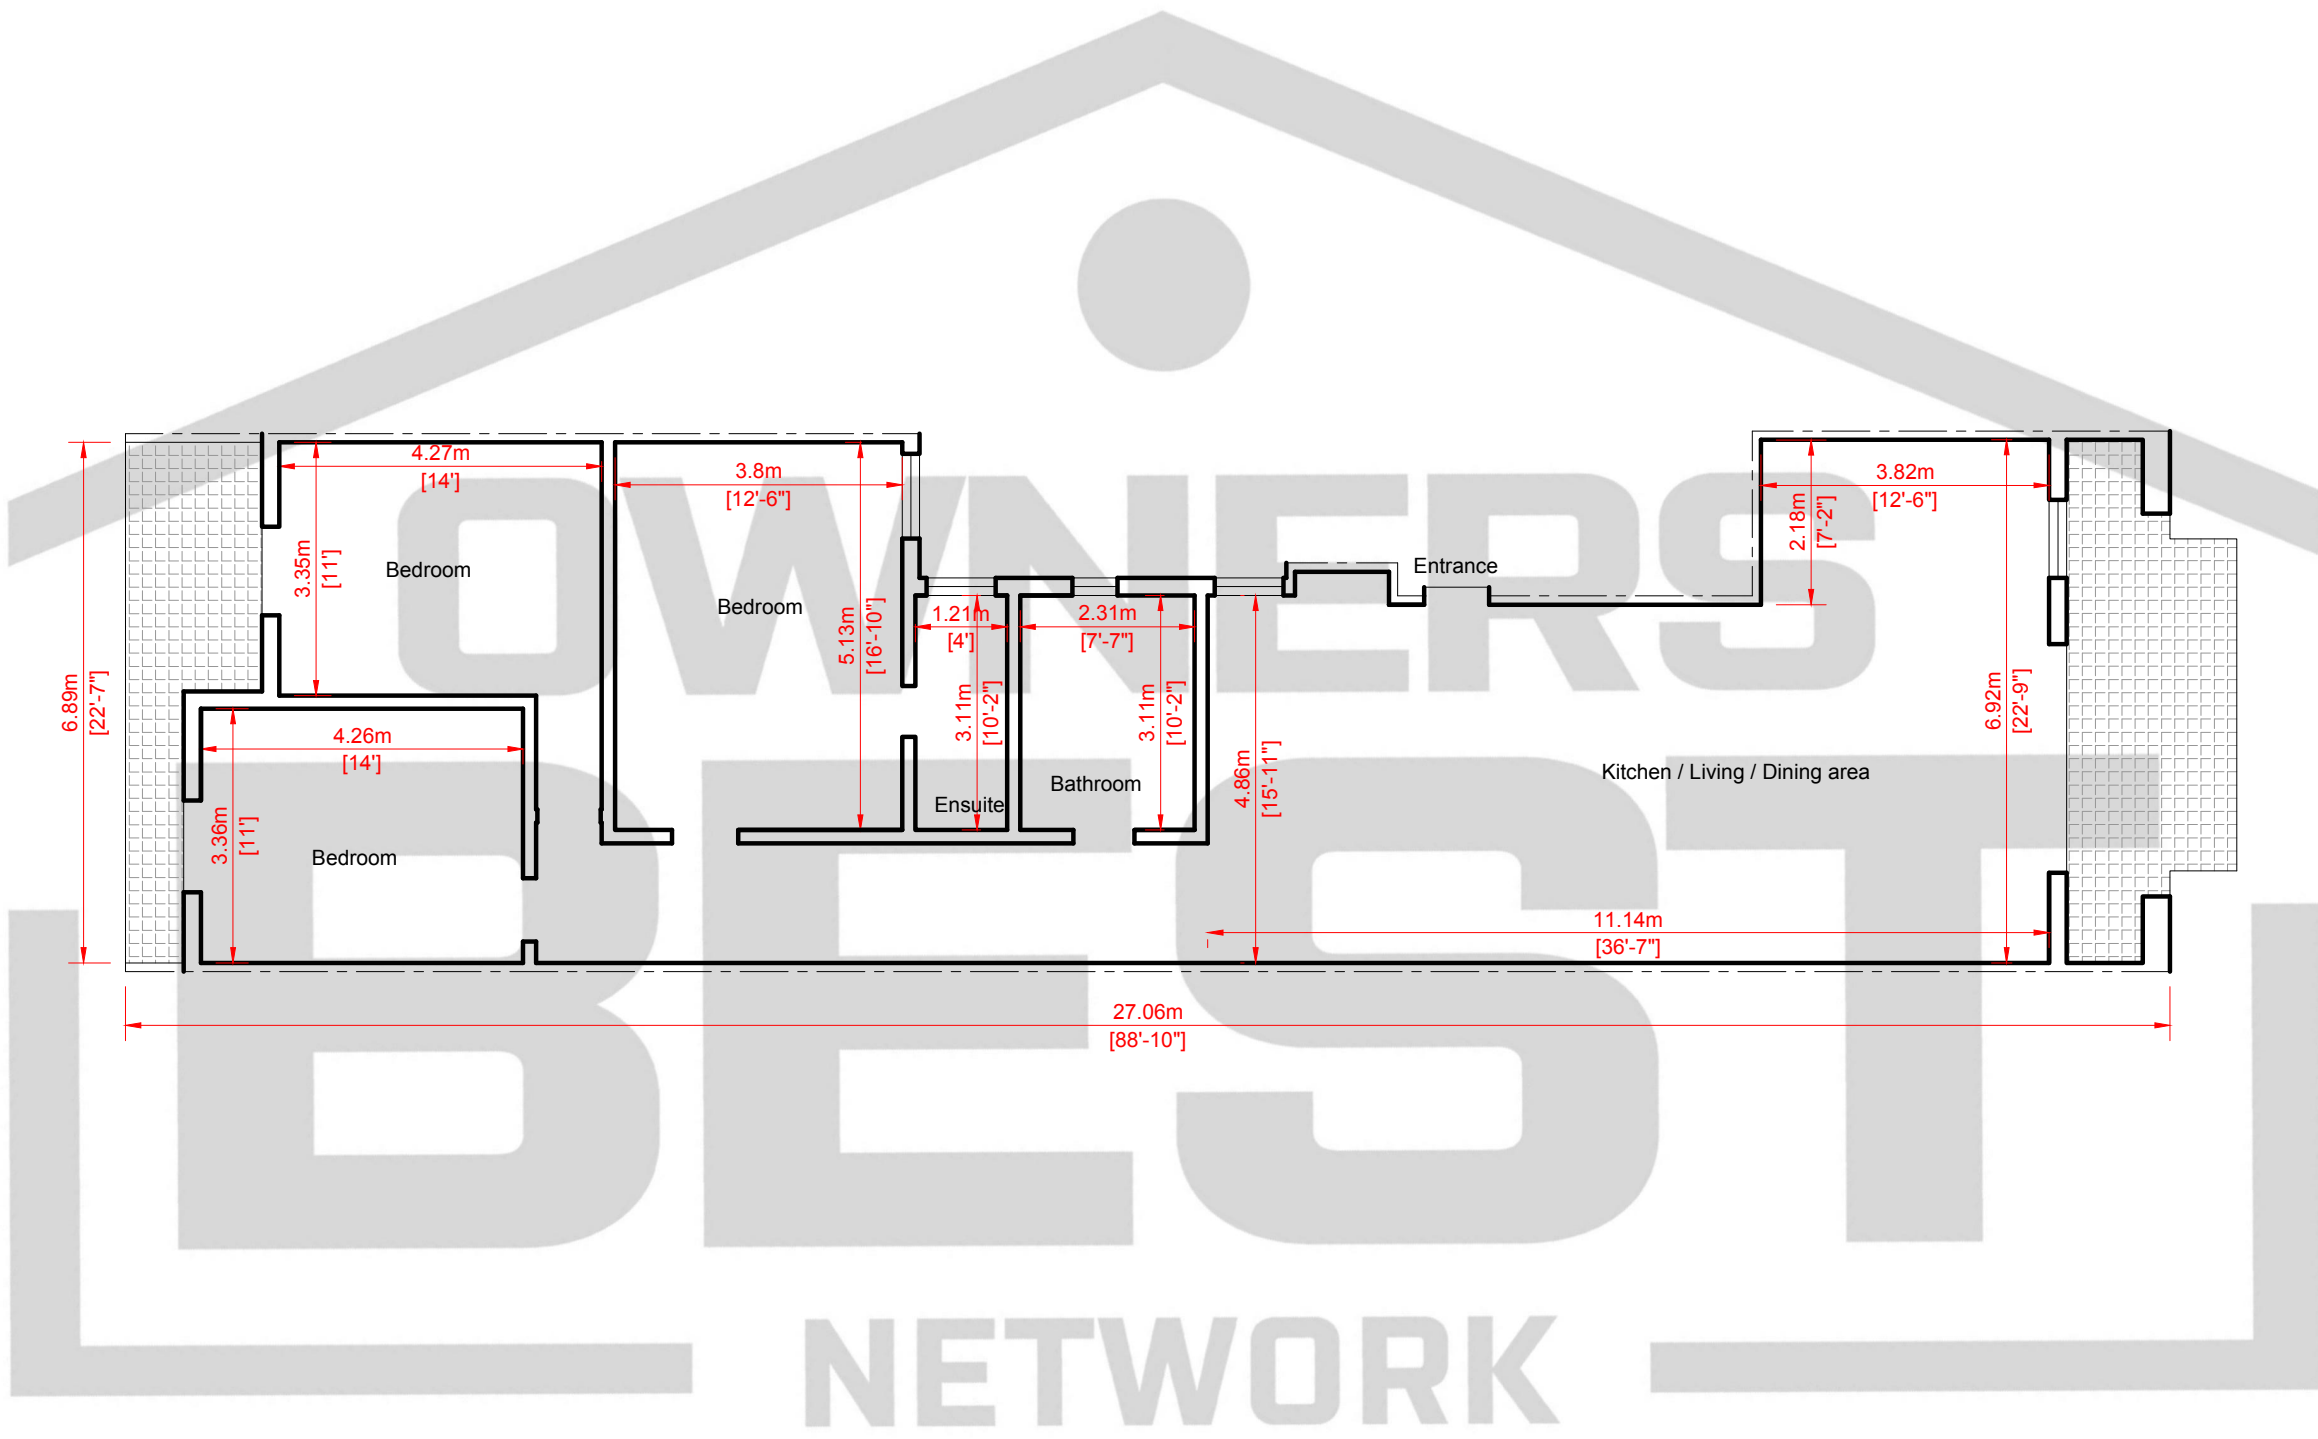 4.27m
[14']
3.8m
[12'-6"]
3.82m
[12'-6"]
2.18m
[7'-2"]
OWNERS
3.35m
[11']
Bedroom
Bedroom
Entrance
5.13m
[16'-10"]
1.21m
[4']
2.31m
[7'-7"]
6.89m
[22'-7"]
3.11m
[10'-2"]
3.11m
[10'-2"]
6.92m
[22'-9"]
4.26m
[14']
4.86m
[15'-11"]
Kitchen / Living / Dining area
Bathroom
Ensuite
3.36m
[11']
Bedroom
11.14m
[36'-7"]
BEST
27.06m
[88'-10"]
NETWORK